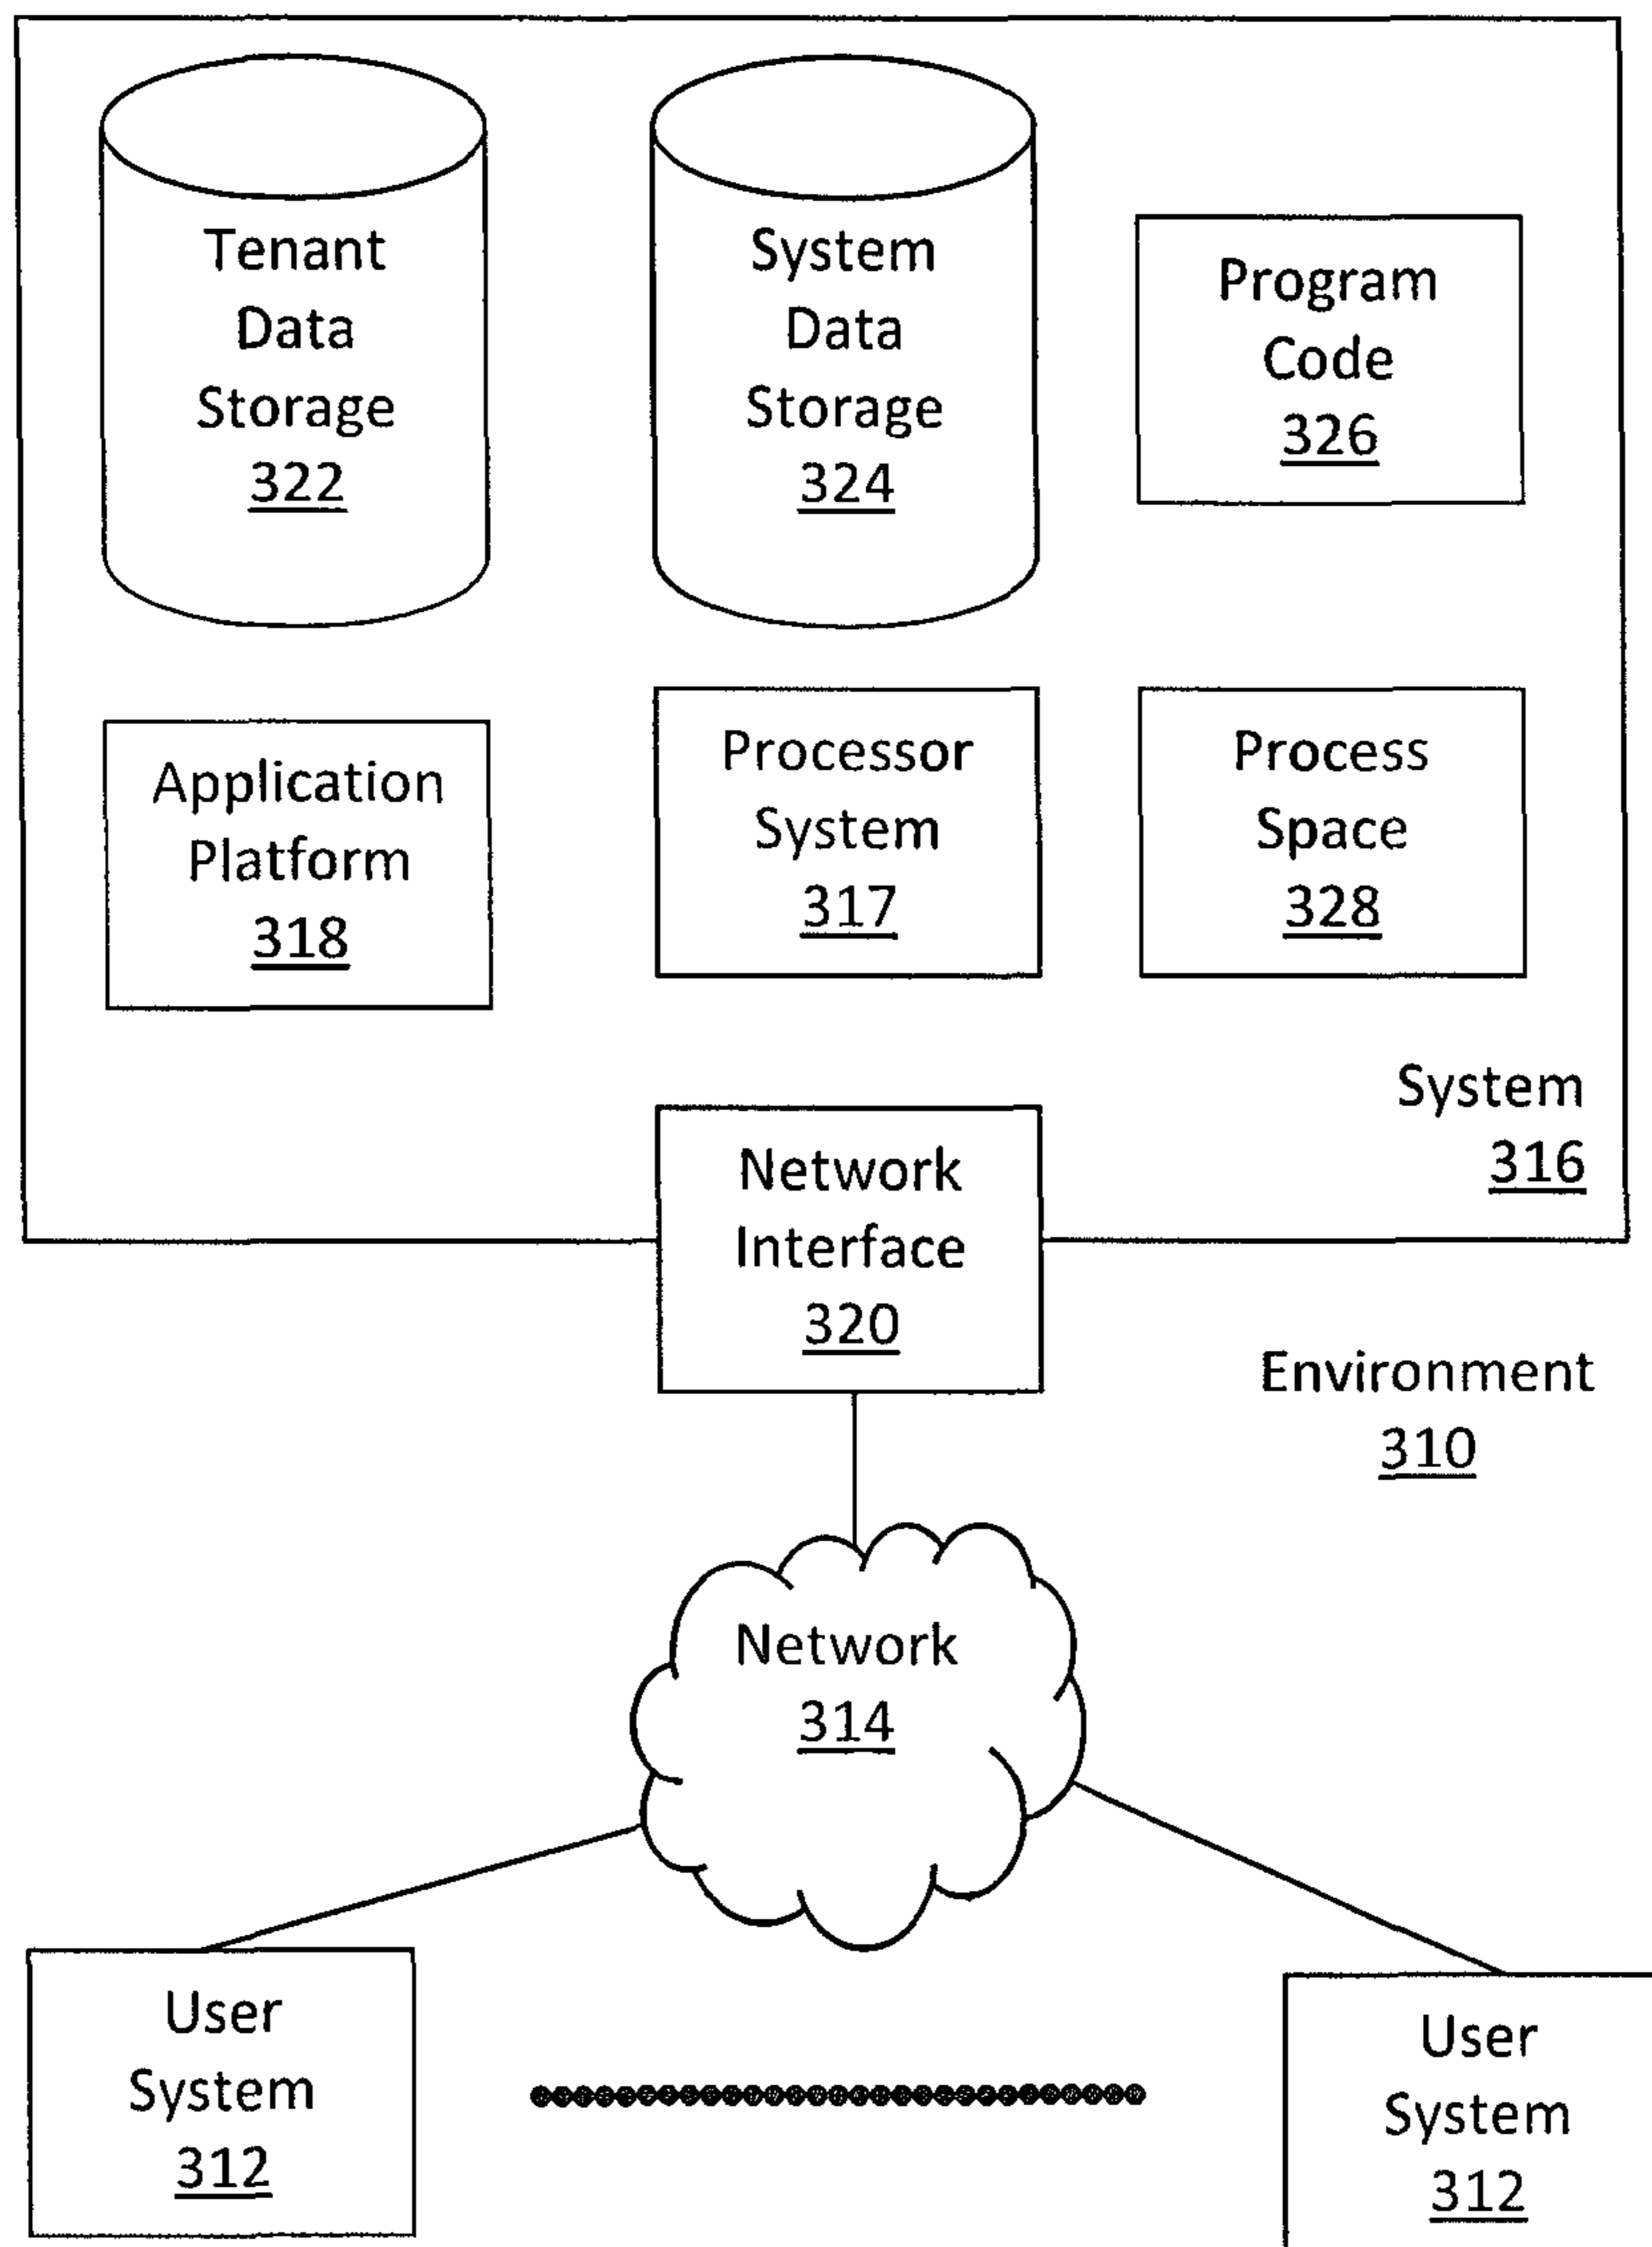 Tenant
Data
Storage
322
System
Data
Storage
324
Program
Code
326
Application
Platform
318
Processor
System
317
Process
Space
328
System
316
Network
Interface
320
Environment
310
Network
314
User
System
312
User
System
312